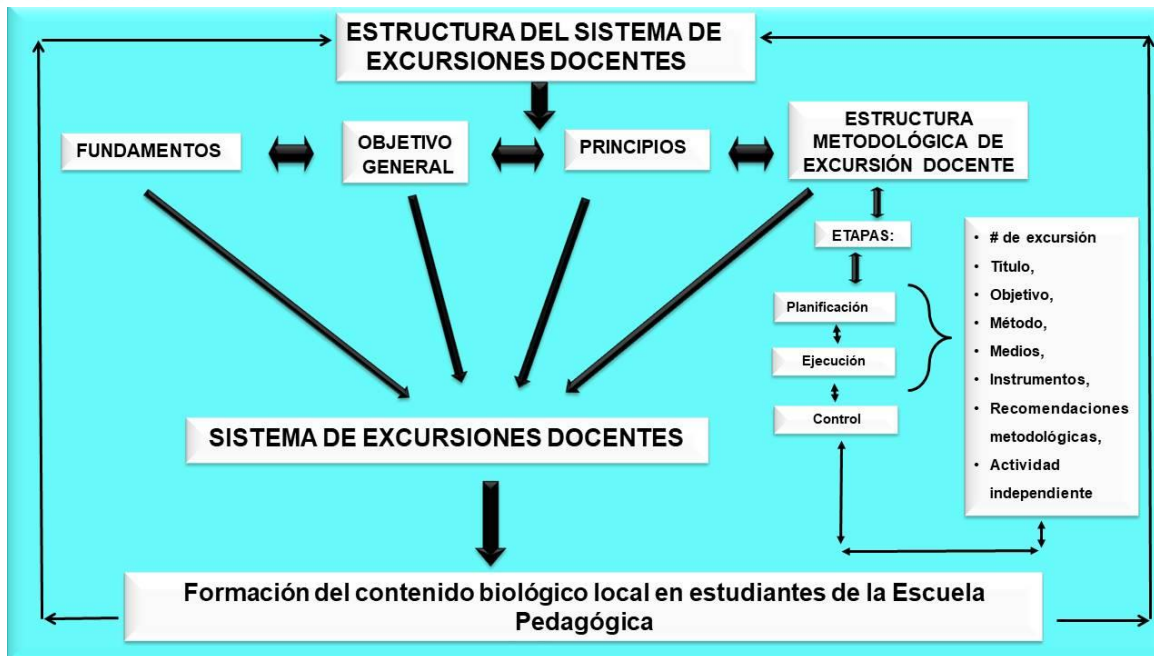 ESTRUCTURA DEL SISTEMA DE
EXCURSIONES DOCENTES
FUNDAMENTOS
OBJETIVO
GENERAL
PRINCIPIOS
ESTRUCTURA
METODOLÓGICA DE
EXCURSIÓN DOCENTE
ETAPAS:
Planificación
Ejecución
Control
• # de excursión
• Título,
• Objetivo,
• Método,
• Medios,
• Instrumentos,
• Recomendaciones
metodológicas,
• Actividad
independiente
SISTEMA DE EXCURSIONES DOCENTES
Formación del contenido biológico local en estudiantes de la Escuela
Pedagógica